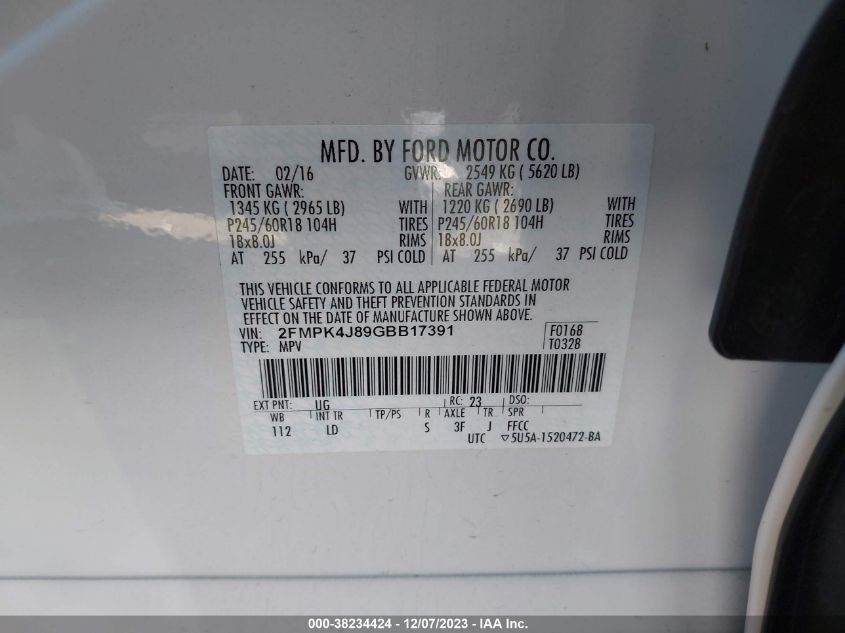 MFD. BY FORD MOTOR CO.
DATE: 02/16 GVWR: 2549 KG ( 5620 LB)
FRONT GAWR: REAR GAWR:
1345 KG ( 2965 LB) WITH 1220 KG ( 2690 LB) WITH
P245/60R18 104H TIRES P245/60R18 104H TIRES
18x8.0J RIMS 18x8.0J RIMS
AT 255 kPa/ 37 PSI COLD AT 255 kPa/ 37 PSI COLD
THIS VEHICLE CONFORMS TO ALL APPLICABLE FEDERAL MOTOR
VEHICLE SAFETY AND THEFT PREVENTION STANDARDS IN
EFFECT ON THE DATE OF MANUFACTURE SHOWN ABOVE.
VIN: 2FMPK4J89GBB17391 F0168
TYPE: MPV T0328
EXT PNT: UG RC: 23 DSO:
WB INT TR TP/PS R AXLE TR SPR
112 LD S 3F J FFCC
UTC ▽5U5A-1520472-BA
000-38234424 - 12/07/2023 - IAA Inc.